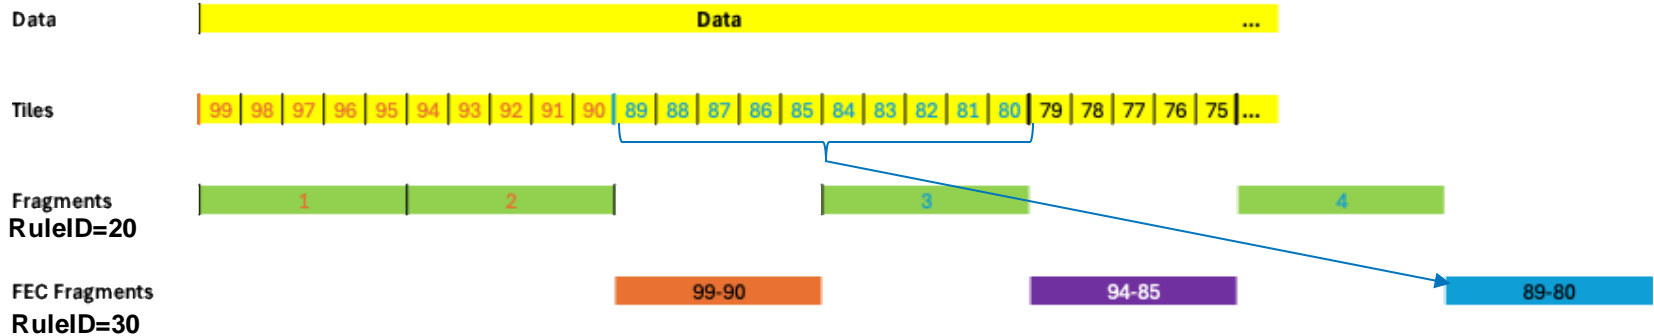 Data Data ...
Tiles 99 98 97 96 95 94 93 92 91 90 89 88 87 86 85 84 83 82 81 80 79 78 77 76 75 ...
Fragments 1 2 3 4
RuleID=20
FEC Fragments 99-90 94-85 89-80
RuleID=30